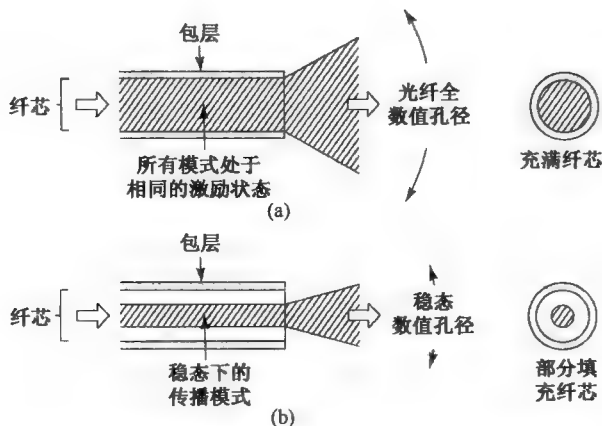 包层
纤芯
光纤全
数值孔径
所有模式处于
相同的激励状态
充满纤芯
(a)
包层
纤芯
稳态
数值孔径
稳态下的
传播模式
部分填
充纤芯
(b)